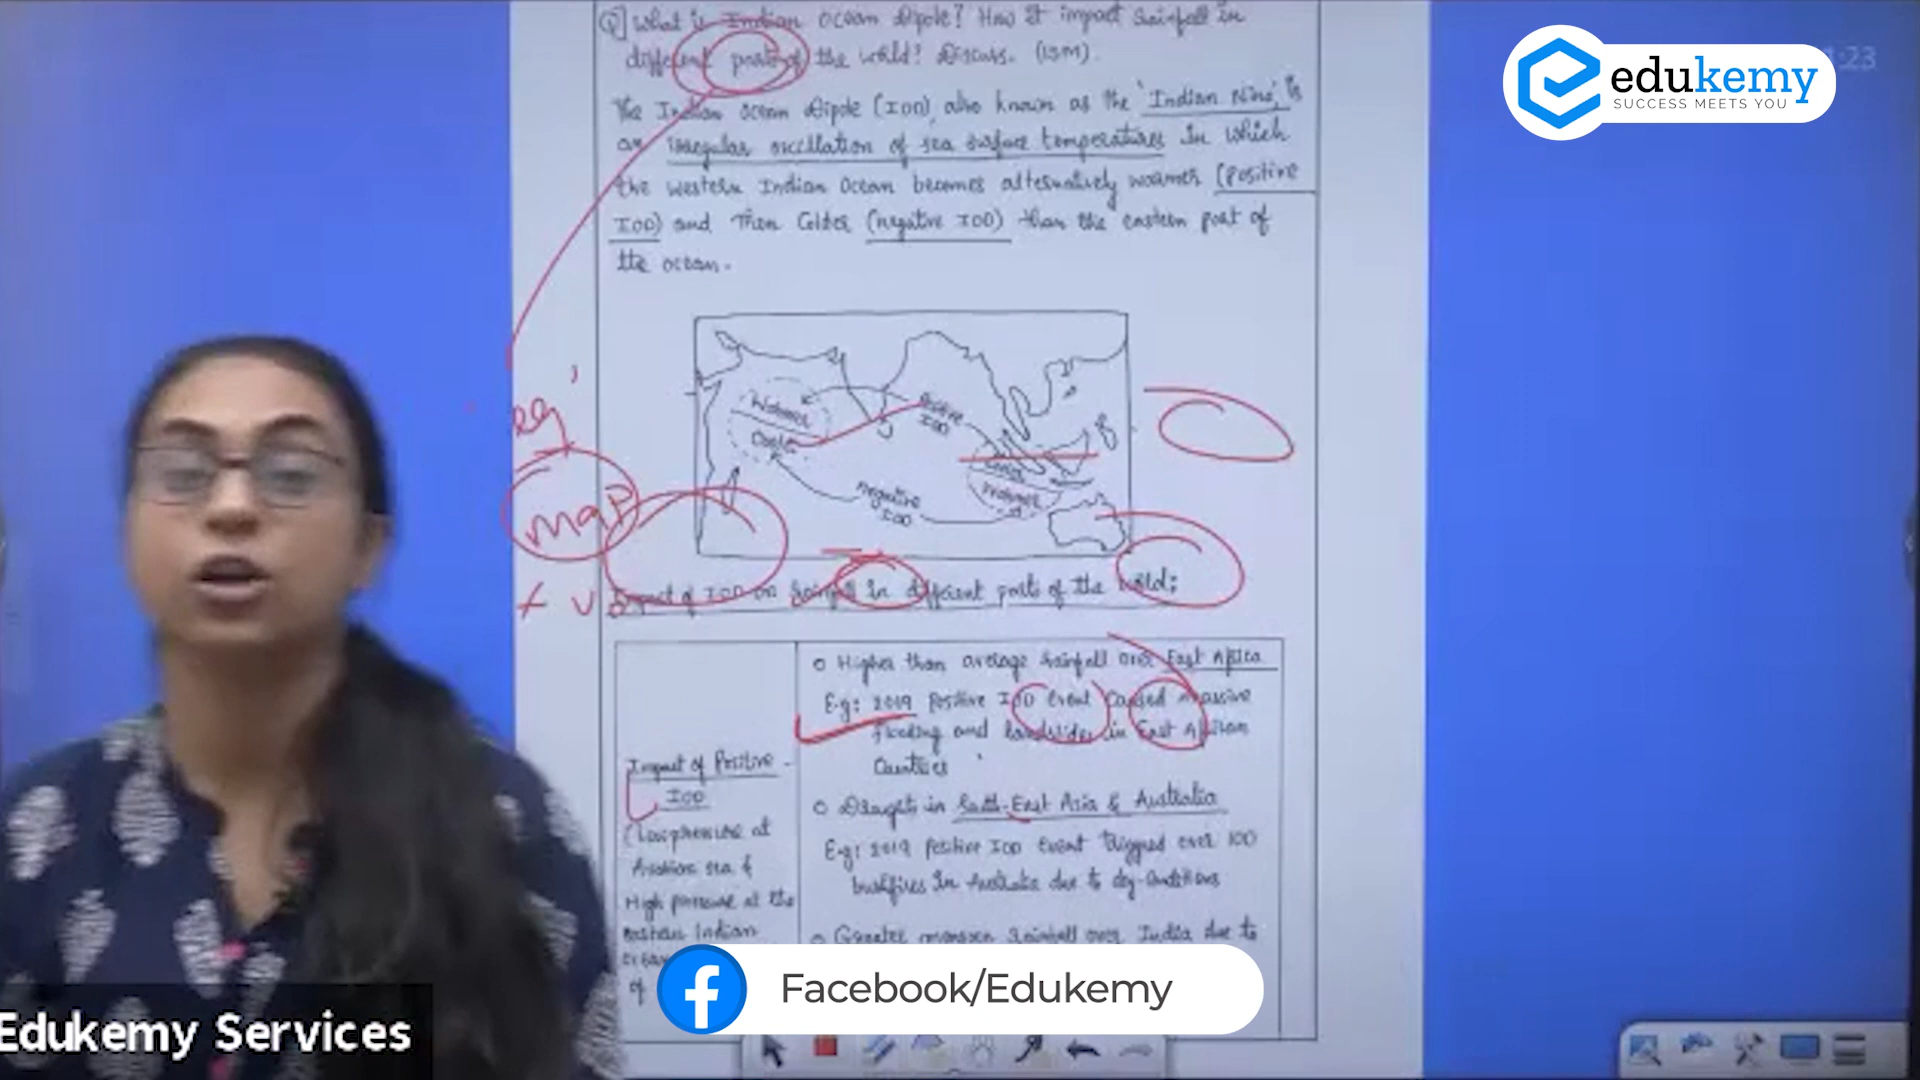 Q] What is Indian Ocean Dipole? How It impact rainfall in
different parts of the world? Discuss. (15M).
The Indian Ocean Dipole (IOD), also known as the 'Indian Nino', is
an irregular oscillation of sea surface temperatures in which
the western Indian Ocean becomes alternatively warmer (Positive
IOD) and then Colder (negative IOD) than the eastern part of
the ocean.
Warmer
Cooler
Positive
IOD
Cooler
Warmer
Negative
IOD
eg,
map
Impact of IOD on Rainfall in different parts of the world:
Impact of Positive -
IOD
(Low pressure at
Arabian sea &
High pressure at the
eastern Indian
of
o Higher than average rainfall over East Africa
E.g: 2019 Positive IOD Event Caused massive
flooding and landslides in East African
Countries
o Draughts in South-East Asia & Australia
E.g: 2019 Positive IOD Event Trigged over 100
bushfires In Australia due to dry-conditions
o Greater monsoon rainfall over India due to
edukemy
SUCCESS MEETS YOU
:23
Facebook/Edukemy
Edukemy Services